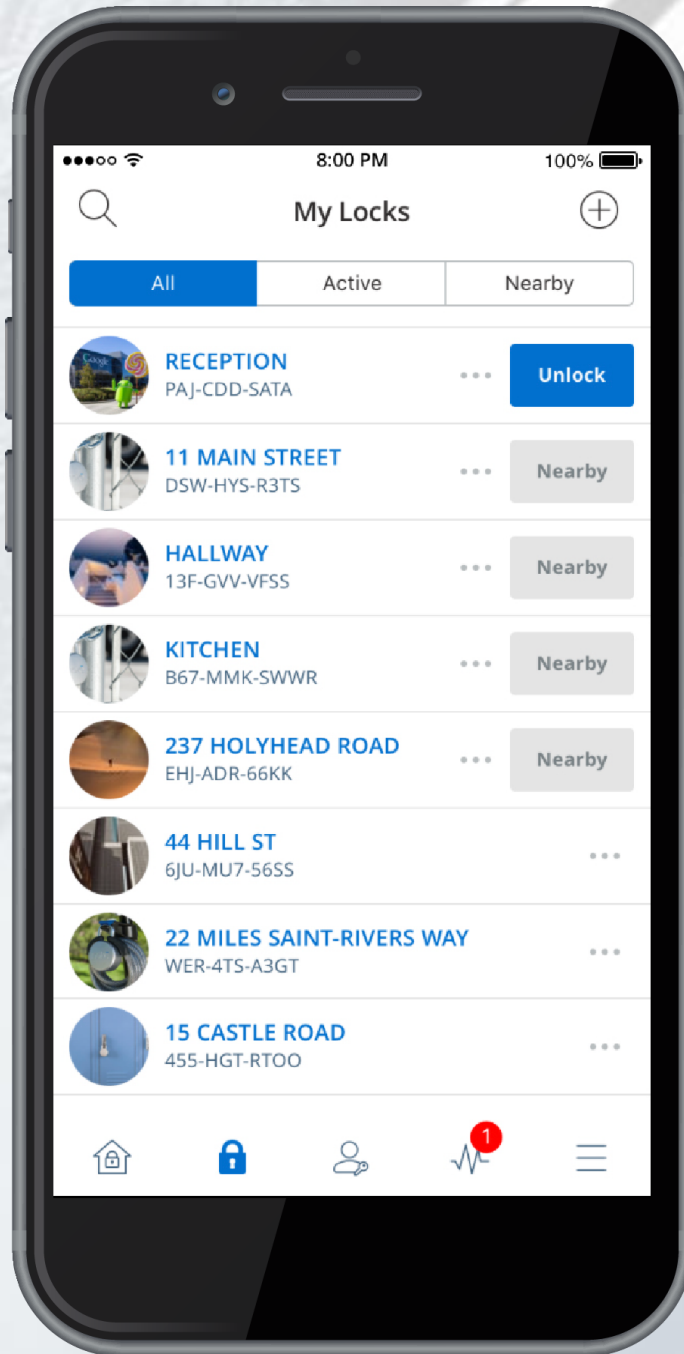 8:00 PM
100%
My Locks
All
Active
Nearby
Google
RECEPTION
PAJ-CDD-SATA
Unlock
11 MAIN STREET
DSW-HYS-R3TS
Nearby
HALLWAY
13F-GVV-VFSS
Nearby
KITCHEN
B67-MMK-SWWR
Nearby
237 HOLYHEAD ROAD
EHJ-ADR-66KK
Nearby
44 HILL ST
6JU-MU7-56SS
22 MILES SAINT-RIVERS WAY
WER-4TS-A3GT
15 CASTLE ROAD
455-HGT-RTOO
1